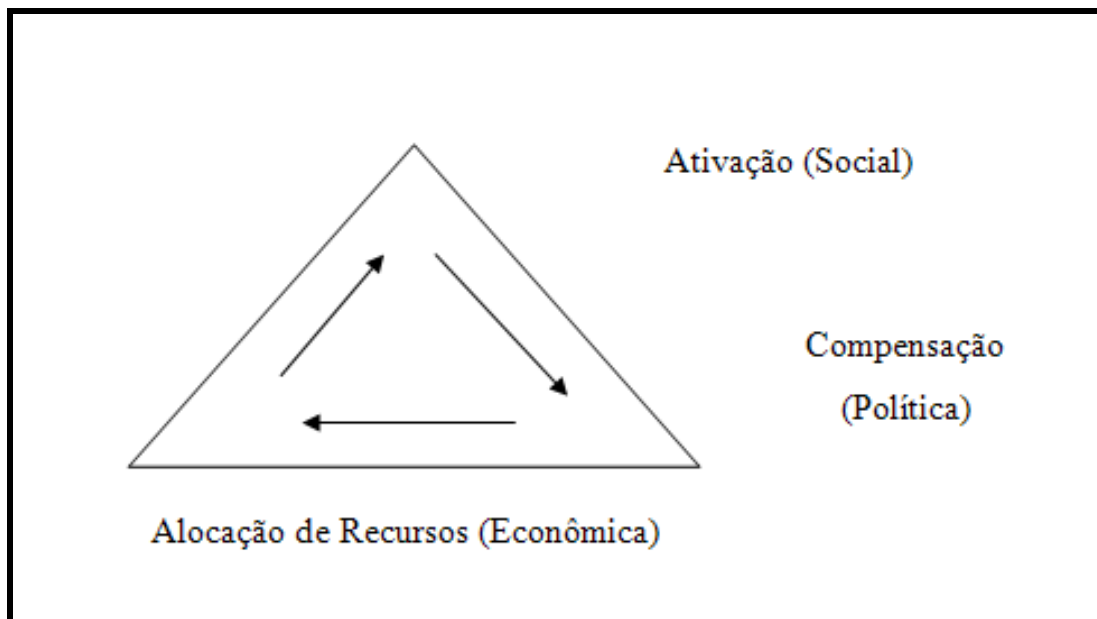 Ativação (Social)
Compensação
(Política)
Alocação de Recursos (Econômica)